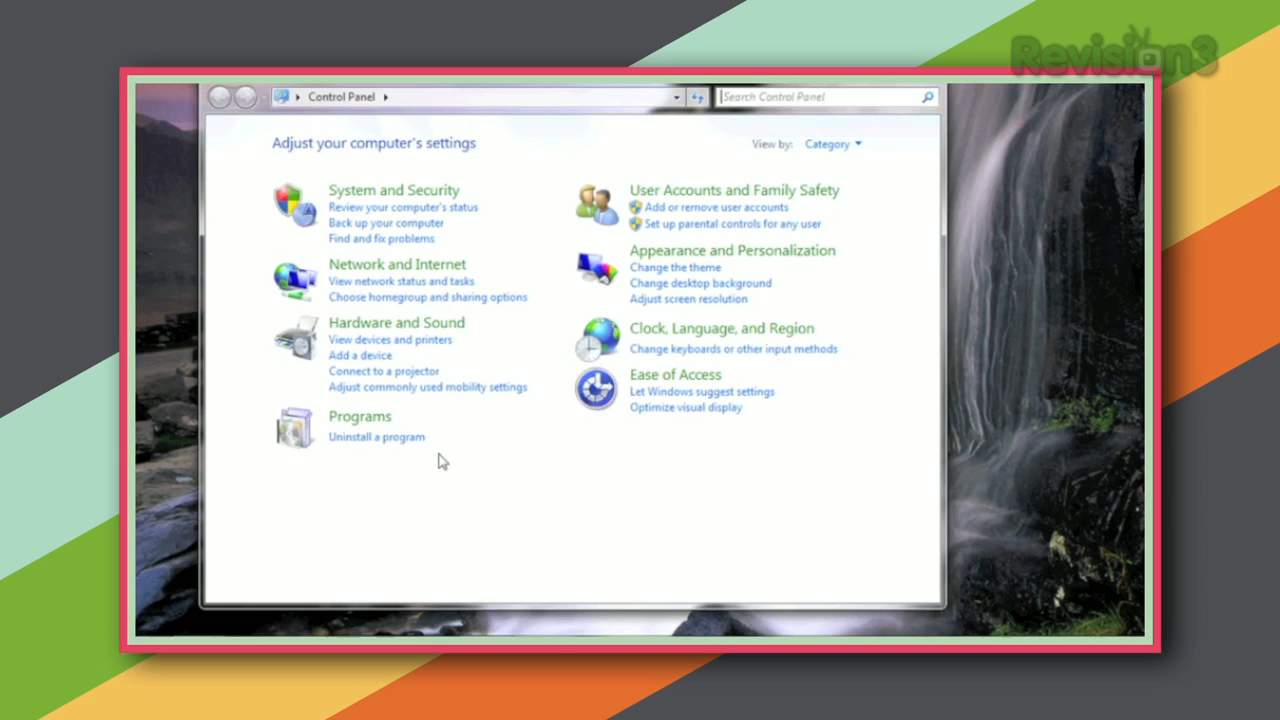 Revision3
Control Panel
Search Control Panel
Adjust your computer's settings
View by: Category
System and Security
Review your computer's status
Back up your computer
Find and fix problems
Network and Internet
View network status and tasks
Choose homegroup and sharing options
Hardware and Sound
View devices and printers
Add a device
Connect to a projector
Adjust commonly used mobility settings
Programs
Uninstall a program
User Accounts and Family Safety
Add or remove user accounts
Set up parental controls for any user
Appearance and Personalization
Change the theme
Change desktop background
Adjust screen resolution
Clock, Language, and Region
Change keyboards or other input methods
Ease of Access
Let Windows suggest settings
Optimize visual display